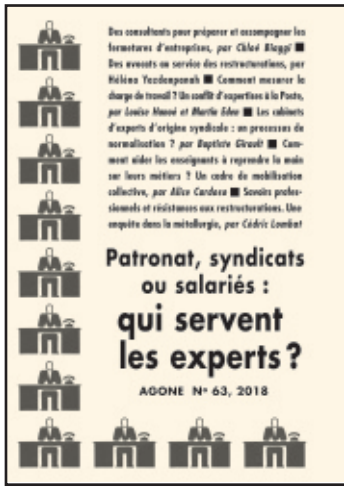 Des consultants pour préparer et accompagner les
fermetures d'entreprises, par Chloé Biaggi ■
Des avocats au service des restructurations, par
Hélène Yazdanpanah ■ Comment mesurer la
charge de travail ? Un conflit d'expertises à la Poste,
par Louise Hanné et Martin Eden ■ Les cabinets
d'experts d'origine syndicale : un processus de
normalisation ? par Baptiste Giraud ■ Com-
ment aider les enseignants à reprendre la main
sur leurs métiers ? Un cadre de mobilisation
collective, par Alice Cardoso ■ Savoirs profes-
sionnels et résistances aux restructurations. Une
enquête dans la métallurgie, par Cédric Lomba
Patronat, syndicats
ou salariés :
qui servent
les experts ?
AGONE N° 63, 2018